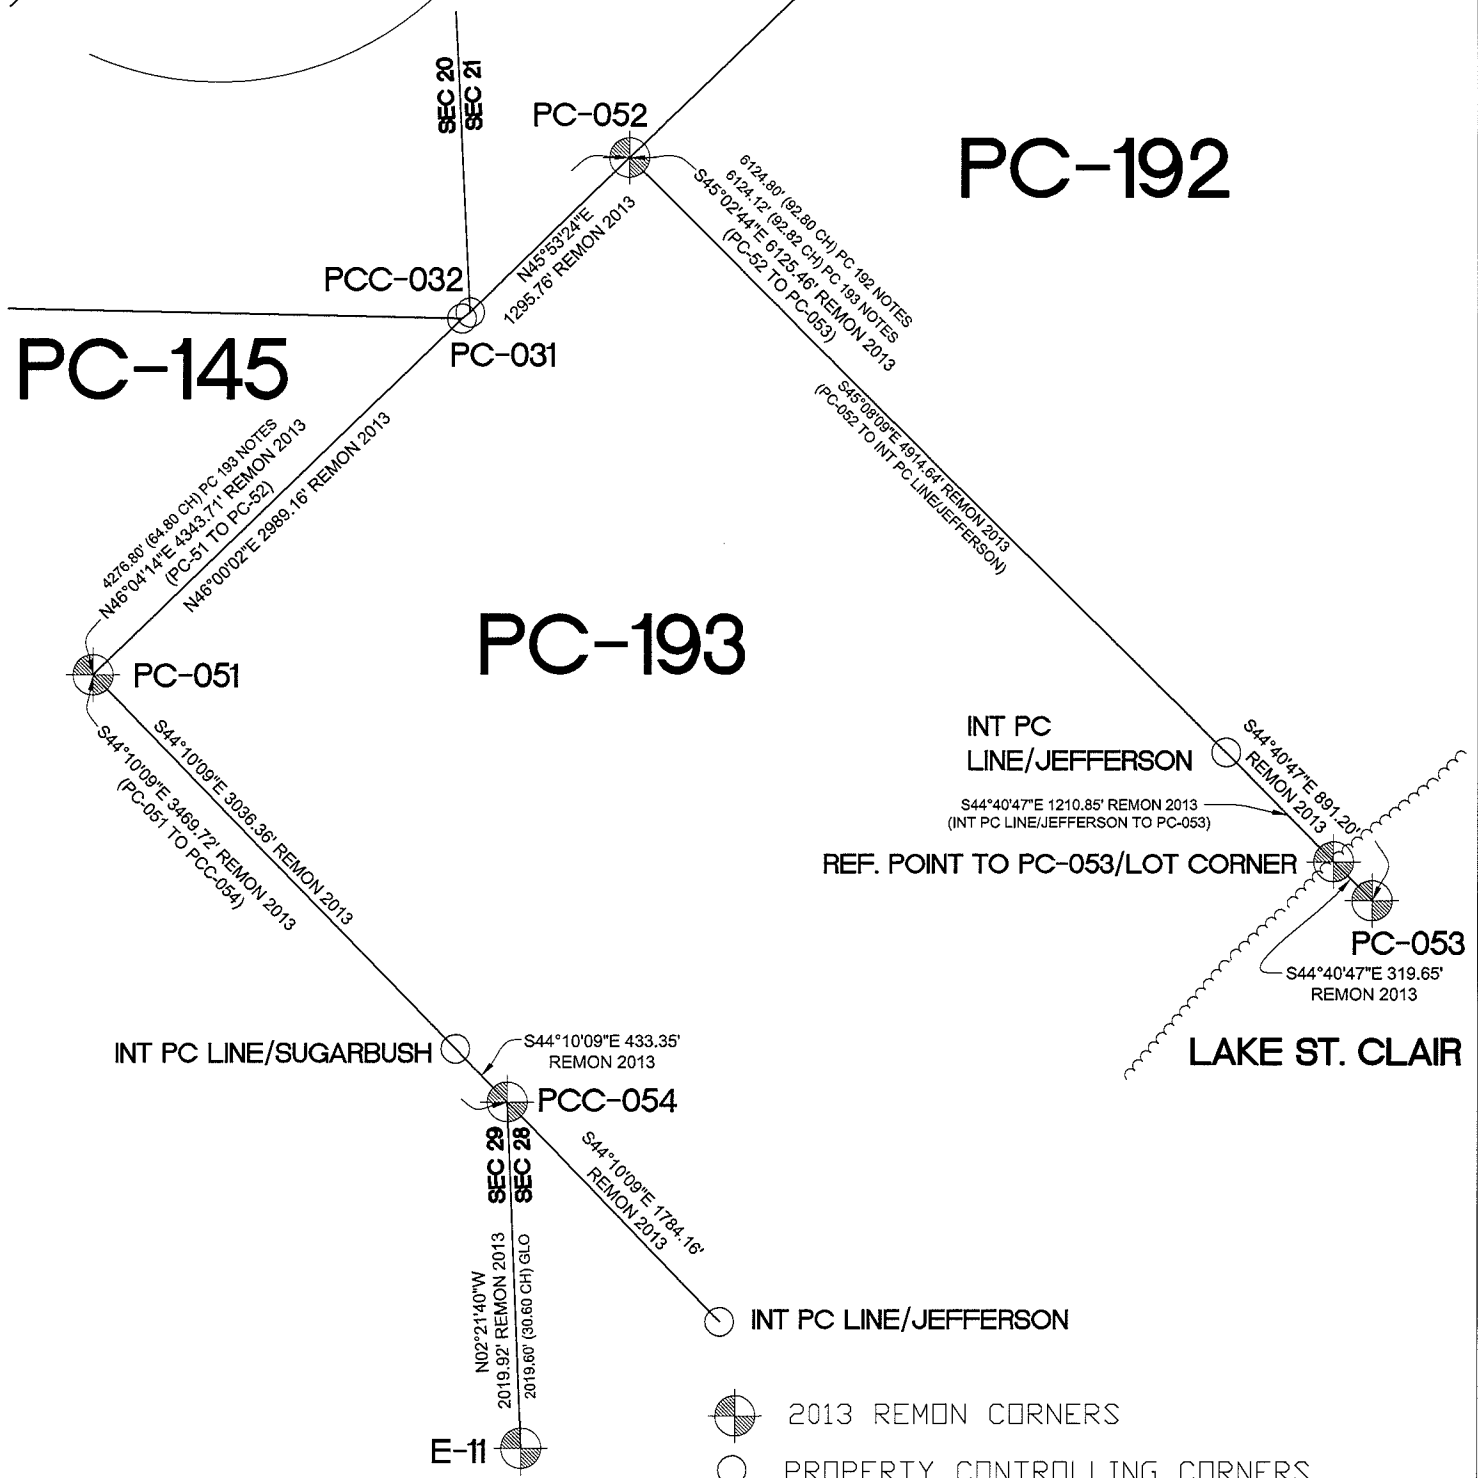 SEC 20
SEC 21
PC-052
PC-192
6124.80' (92.80 CH) PC 192 NOTES
6124.12' (92.82 CH) PC 193 NOTES
S45°02'44"E 6125.46' REMON 2013
(PC-52 TO PC-053)
N45°53'24"E
1295.76' REMON 2013
PCC-032
PC-031
PC-145
S45°08'09"E 4914.64' REMON 2013
(PC-052 TO INT PC LINE/JEFFERSON)
4276.80' (64.80 CH) PC 193 NOTES
N46°04'14"E 4343.71' REMON 2013
(PC-51 TO PC-52)
N46°00'02"E 2989.16' REMON 2013
PC-193
PC-051
S44°10'09"E 3036.36' REMON 2013
S44°10'09"E 3469.72' REMON 2013
(PC-051 TO PCC-054)
INT PC
LINE/JEFFERSON
S44°40'47"E 891.20'
REMON 2013
S44°40'47"E 1210.85' REMON 2013
(INT PC LINE/JEFFERSON TO PC-053)
REF. POINT TO PC-053/LOT CORNER
PC-053
S44°40'47"E 319.65'
REMON 2013
LAKE ST. CLAIR
INT PC LINE/SUGARBUSH
S44°10'09"E 433.35'
REMON 2013
PCC-054
SEC 29
SEC 28
S44°10'09"E 1784.16'
REMON 2013
N02°21'40"W
2019.92' REMON 2013
2019.60' (30.60 CH) GLO
INT PC LINE/JEFFERSON
E-11
2013 REMON CORNERS
PROPERTY CONTROLLING CORNERS